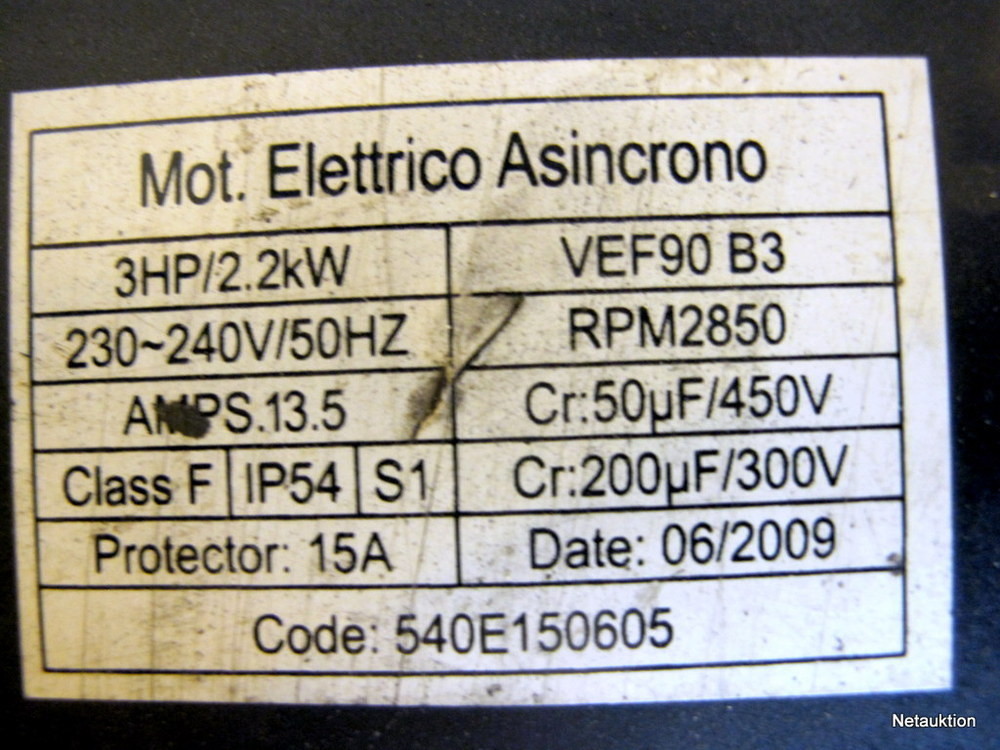 Mot. Elettrico Asincrono
3HP/2.2kW VEF90 B3
230~240V/50HZ RPM2850
AMPS.13.5 Cr:50µF/450V
Class F IP54 S1 Cr:200µF/300V
Protector: 15A Date: 06/2009
Code: 540E150605
Netauktion